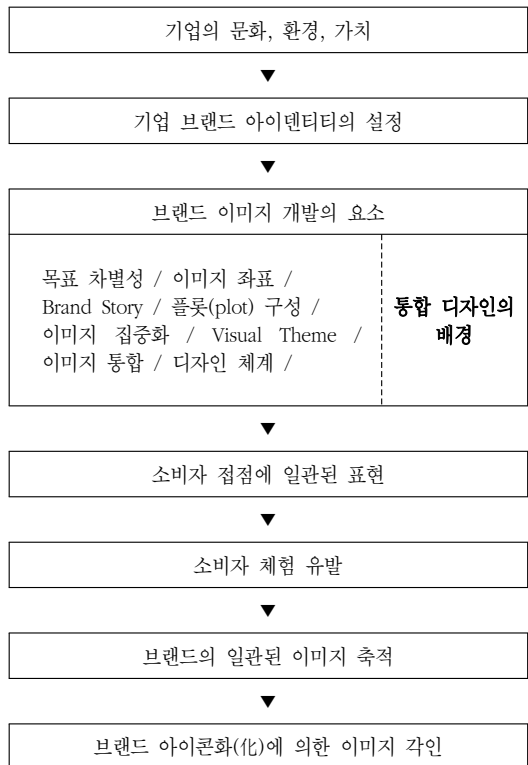 기업의 문화, 환경, 가치
▼
기업 브랜드 아이덴티티의 설정
▼
브랜드 이미지 개발의 요소
목표 차별성 / 이미지 좌표 /
Brand Story / 플롯(plot) 구성 /
이미지 집중화 / Visual Theme /
이미지 통합 / 디자인 체계 /
통합 디자인의
배경
▼
소비자 접점에 일관된 표현
▼
소비자 체험 유발
▼
브랜드의 일관된 이미지 축적
▼
브랜드 아이콘화(化)에 의한 이미지 각인